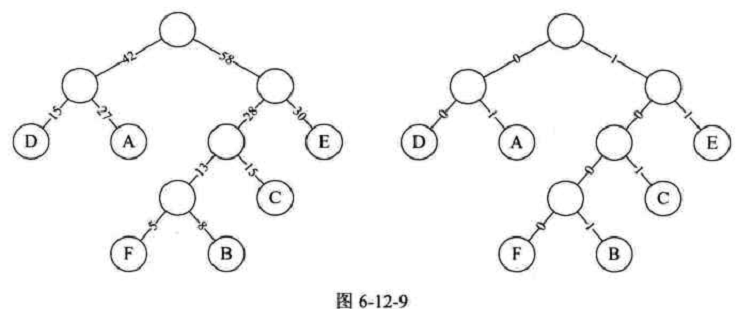 42 58 0 1
15 27 28 30 0 1 0 1
D A E D A E
13 15 0 1
C C
5 8 0 1
F B F B
图 6-12-9